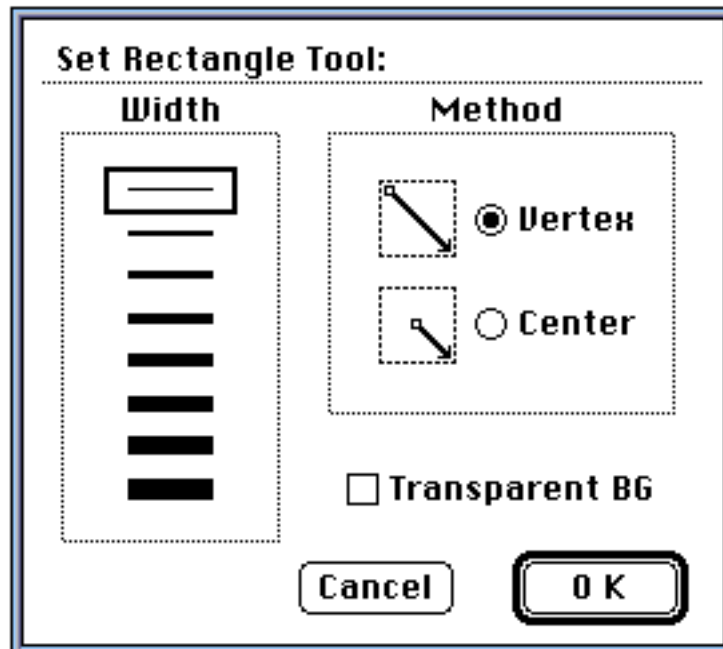 Set Rectangle Tool:
Width
Method
Vertex
Center
Transparent BG
Cancel
OK